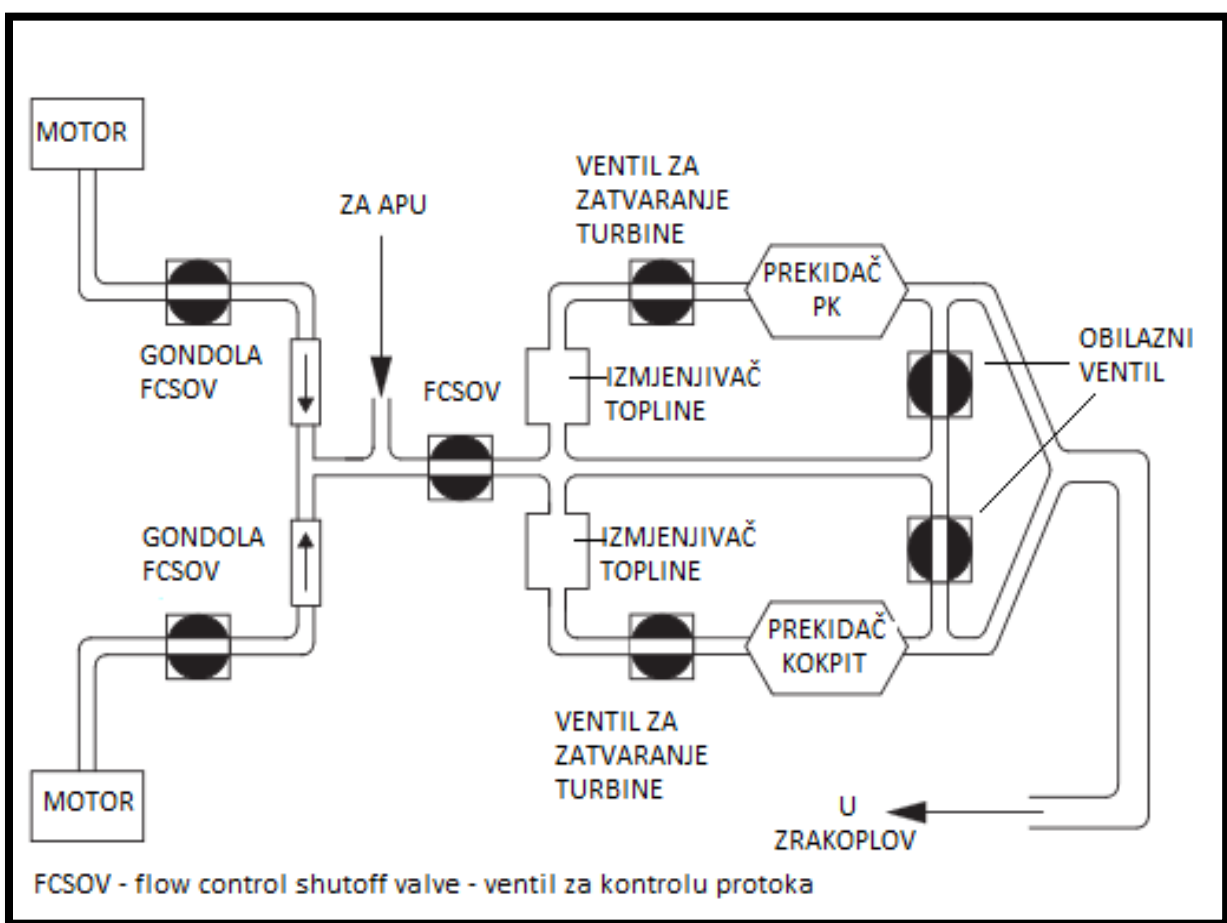 MOTOR
ZA APU
VENTIL ZA
ZATVARANJE
TURBINE
PREKIDAČ
PK
OBILAZNI
VENTIL
GONDOLA
FCSOV
FCSOV
IZMJENJIVAČ
TOPLINE
GONDOLA
FCSOV
IZMJENJIVAČ
TOPLINE
PREKIDAČ
KOKPIT
VENTIL ZA
ZATVARANJE
TURBINE
MOTOR
U
ZRAKOPLOV
FCSOV - flow control shutoff valve - ventil za kontrolu protoka